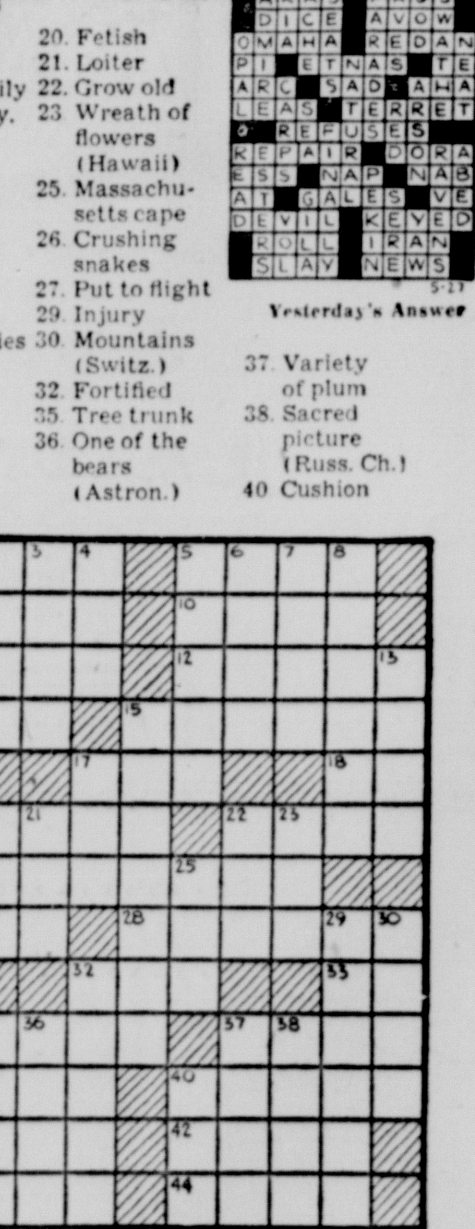 20. Fetish
21. Loiter
22. Grow old
23 Wreath of
flowers
(Hawaii)
25. Massachu-
setts cape
26. Crushing
snakes
27. Put to flight
29. Injury
30. Mountains
(Switz.)
32. Fortified
35. Tree trunk
36. One of the
bears
(Astron.)
DICE AVOW
OMAHA REDAN
PI ETNAS TE
ARC SAD AHA
LEAS TERRET
REFUSES
REPAIR DORA
ESS NAP NAB
AT GALES VE
DEVIL KEYED
ROLL IRAN
SLAY NEWS
5-27
Yesterday's Answer
37. Variety
of plum
38. Sacred
picture
(Russ. Ch.)
40 Cushion
3 4 5 6 7 8
10
12 13
15
17 18
21 22 23
25
28 29 30
32 33
36 37 38
40
42
44